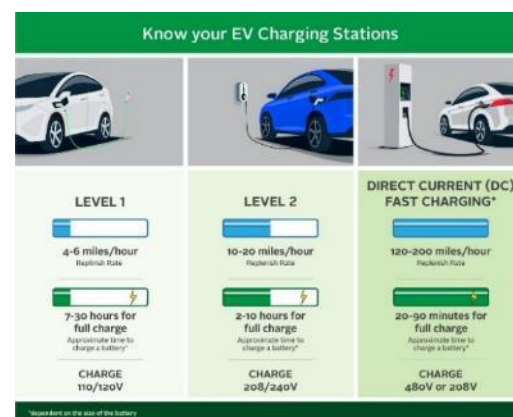 Know your EV Charging Stations
LEVEL 1
4-6 miles/hour
Replenish Rate
7-30 hours for
full charge
Approximate time to
charge a battery*
CHARGE
110/120V
LEVEL 2
10-20 miles/hour
Replenish Rate
2-10 hours for
full charge
Approximate time to
charge a battery*
CHARGE
208/240V
DIRECT CURRENT (DC)
FAST CHARGING*
120-200 miles/hour
Replenish Rate
20-90 minutes for
full charge
Approximate time to
charge a battery*
CHARGE
480V or 208V
*dependent on the size of the battery